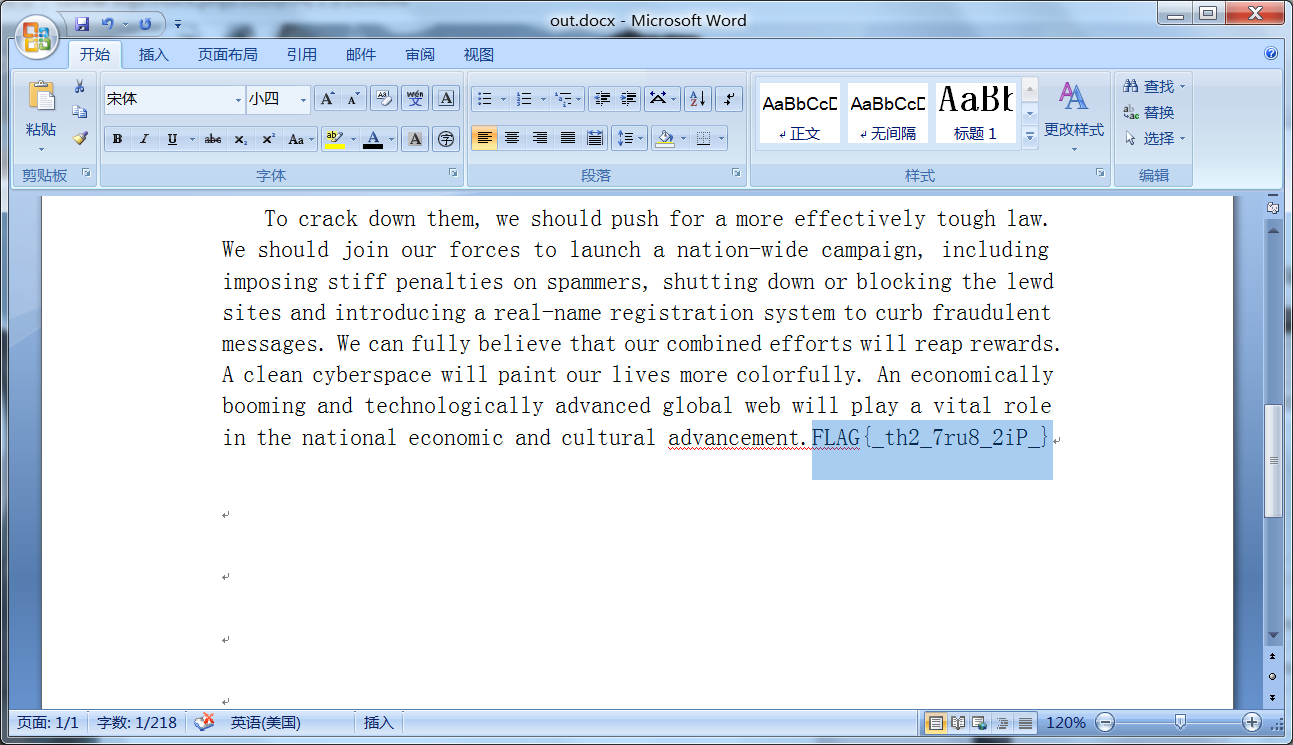 out.docx - Microsoft Word
开始 插入 页面布局 引用 邮件 审阅 视图
宋体 小四
粘贴
AaBbCcD AaBbCcD AaBb
正文 无间隔 标题 1
更改样式
查找
替换
选择
剪贴板 字体 段落 样式 编辑
To crack down them, we should push for a more effectively tough law.
We should join our forces to launch a nation-wide campaign, including
imposing stiff penalties on spammers, shutting down or blocking the lewd
sites and introducing a real-name registration system to curb fraudulent
messages. We can fully believe that our combined efforts will reap rewards.
A clean cyberspace will paint our lives more colorfully. An economically
booming and technologically advanced global web will play a vital role
in the national economic and cultural advancement.FLAG{_th2_7ru8_2iP_}
页面: 1/1 字数: 1/218 英语(美国) 插入 120%